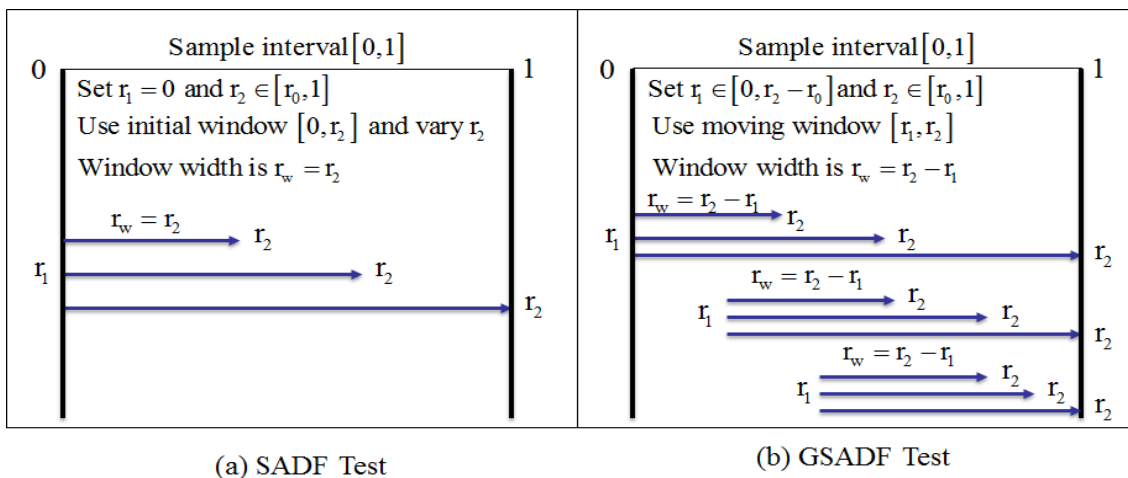 Sample interval[0,1]
0
1
Set r₁ = 0 and r₂ ∈[r₀,1]
Use initial window [0,r₂] and vary r₂
Window width is r_w = r₂
r_w = r₂
r₂
r₁
r₂
r₂
(a) SADF Test
Sample interval[0,1]
0
1
Set r₁ ∈[0,r₂ − r₀]and r₂ ∈[r₀,1]
Use moving window [r₁,r₂]
Window width is r_w = r₂ − r₁
r_w = r₂ − r₁
r₂
r₁
r₂
r₂
r_w = r₂ − r₁
r₂
r₁
r₂
r₂
r_w = r₂ − r₁
r₂
r₁
r₂
r₂
(b) GSADF Test